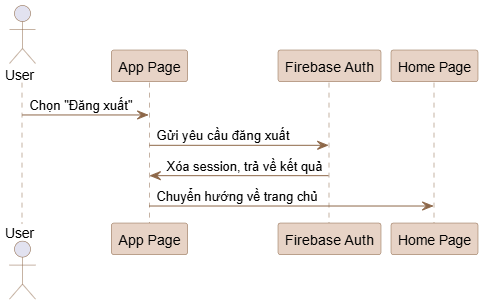 User
App Page
Firebase Auth
Home Page
Chọn "Đăng xuất"
Gửi yêu cầu đăng xuất
Xóa session, trả về kết quả
Chuyển hướng về trang chủ
User
App Page
Firebase Auth
Home Page